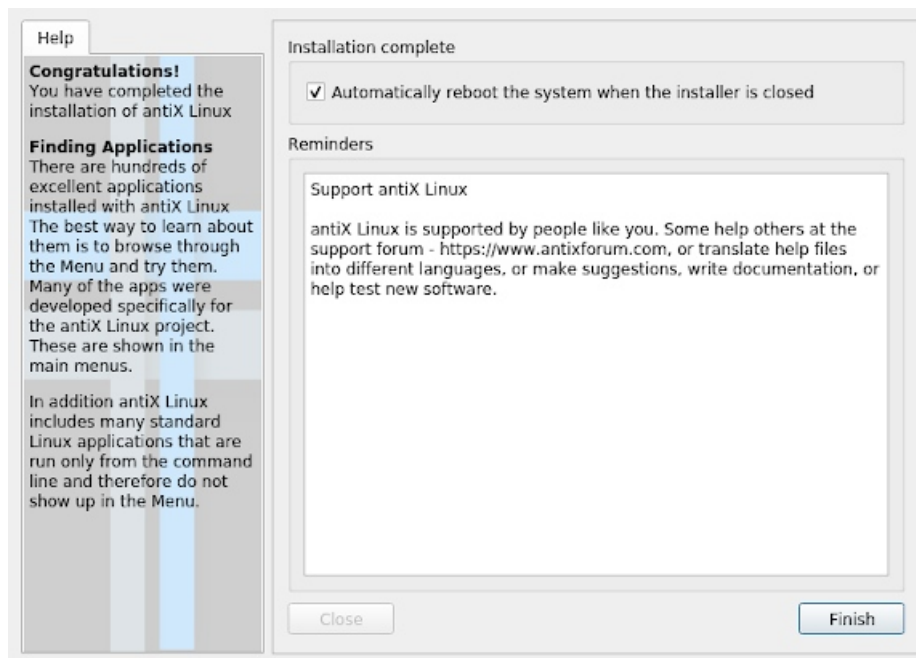 Help
Congratulations!
You have completed the
installation of antiX Linux
Finding Applications
There are hundreds of
excellent applications
installed with antiX Linux
The best way to learn about
them is to browse through
the Menu and try them.
Many of the apps were
developed specifically for
the antiX Linux project.
These are shown in the
main menus.
In addition antiX Linux
includes many standard
Linux applications that are
run only from the command
line and therefore do not
show up in the Menu.
Installation complete
Automatically reboot the system when the installer is closed
Reminders
Support antiX Linux
antiX Linux is supported by people like you. Some help others at the
support forum - https://www.antixforum.com, or translate help files
into different languages, or make suggestions, write documentation, or
help test new software.
Close
Finish